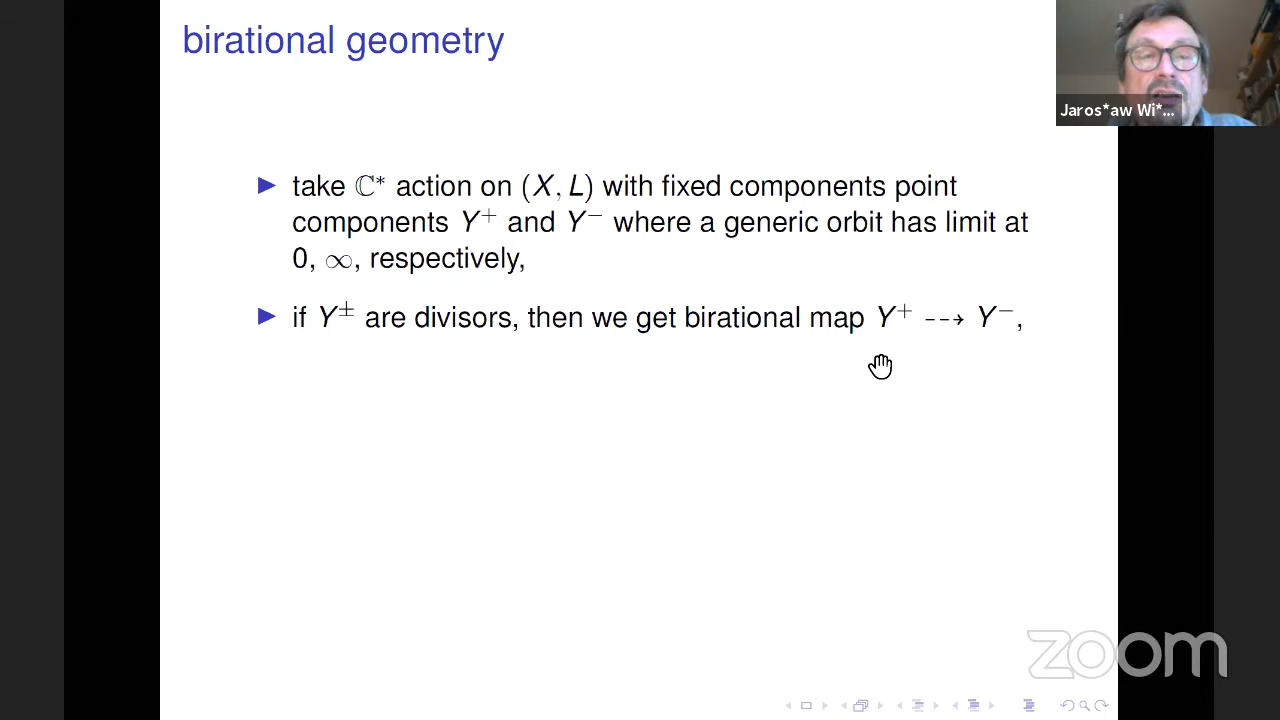 birational geometry
Jaros*aw Wi*...
▶ take ℂ* action on (X, L) with fixed components point
components Y⁺ and Y⁻ where a generic orbit has limit at
0, ∞, respectively,
▶ if Y± are divisors, then we get birational map Y⁺ ⇢ Y⁻,
zoom